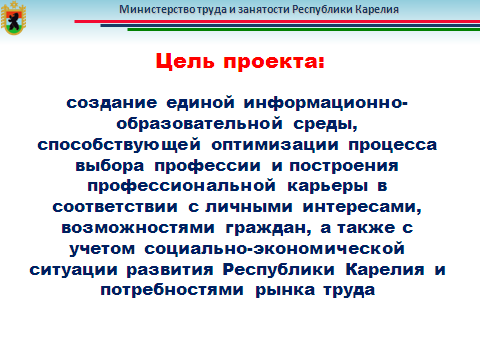 Министерство труда и занятости Республики Карелия
Цель проекта:
создание единой информационно-
образовательной среды,
способствующей оптимизации процесса
выбора профессии и построения
профессиональной карьеры в
соответствии с личными интересами,
возможностями граждан, а также с
учетом социально-экономической
ситуации развития Республики Карелия и
потребностями рынка труда